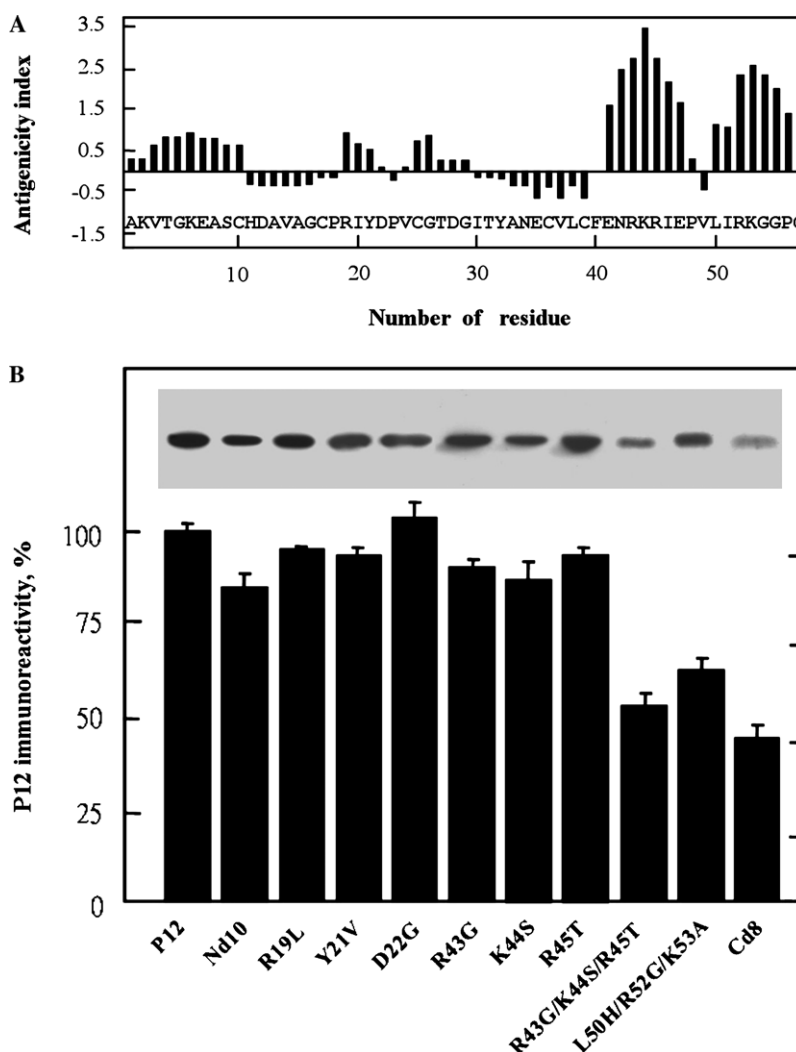 A
3.5
2.5
1.5
0.5
-0.5
-1.5
Antigenicity index
AKVTGKEASCHDAVAGCPRIYDPVCGTDGITYANECVLCFENRKRIEPVLIRKGGPC
10 20 30 40 50
Number of residue
B
100
75
50
25
0
P12 immunoreactivity, %
P12
Nd10
R19L
Y21V
D22G
R43G
K44S
R45T
R43G/K44S/R45T
L50H/R52G/K53A
Cd8